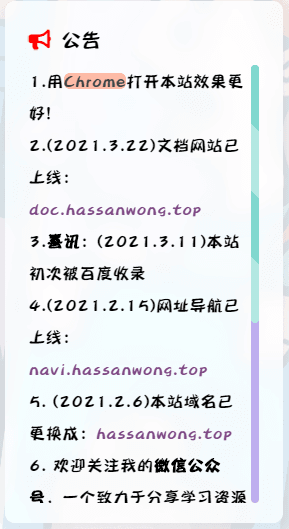 公告
1.用Chrome打开本站效果更
好!
2.(2021.3.22)文档网站已
上线：
doc.hassanwong.top
3.喜讯：(2021.3.11)本站
初次被百度收录
4.(2021.2.15)网址导航已
上线：
navi.hassanwong.top
5. (2021.2.6)本站域名已
更换成：hassanwong.top
6. 欢迎关注我的微信公众
号，一个致力于分享学习资源